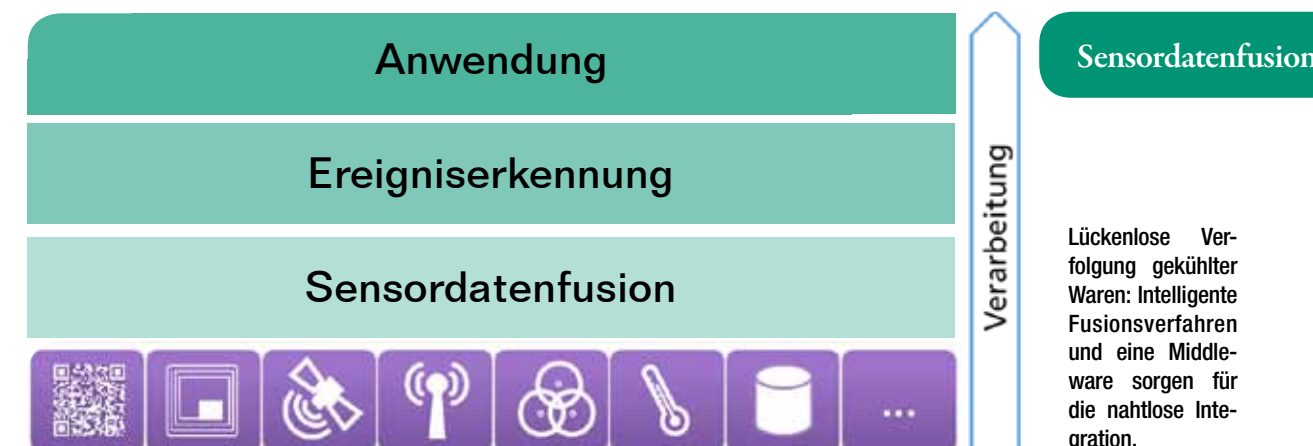 Anwendung
Ereigniserkennung
Sensordatenfusion
...
Verarbeitung
Sensordatenfusion
Lückenlose Ver-
folgung gekühlter
Waren: Intelligente
Fusionsverfahren
und eine Middle-
ware sorgen für
die nahtlose Inte-
gration.